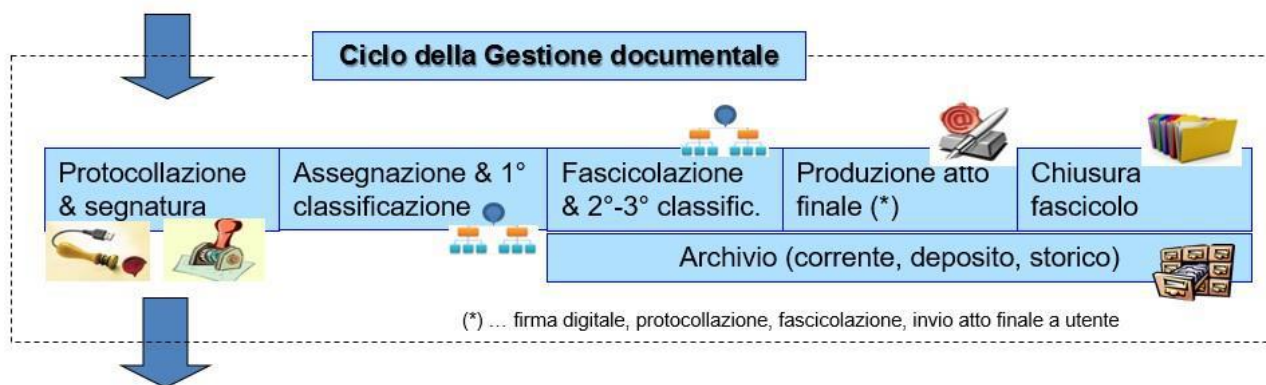 Ciclo della Gestione documentale
Protocollazione
& segnatura
Assegnazione & 1°
classificazione
Fascicolazione
& 2°-3° classific.
Produzione atto
finale (*)
Chiusura
fascicolo
Archivio (corrente, deposito, storico)
(*) ... firma digitale, protocollazione, fascicolazione, invio atto finale a utente